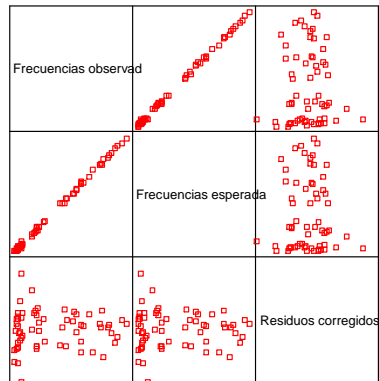 Frecuencias observad
Frecuencias esperada
Residuos corregidos